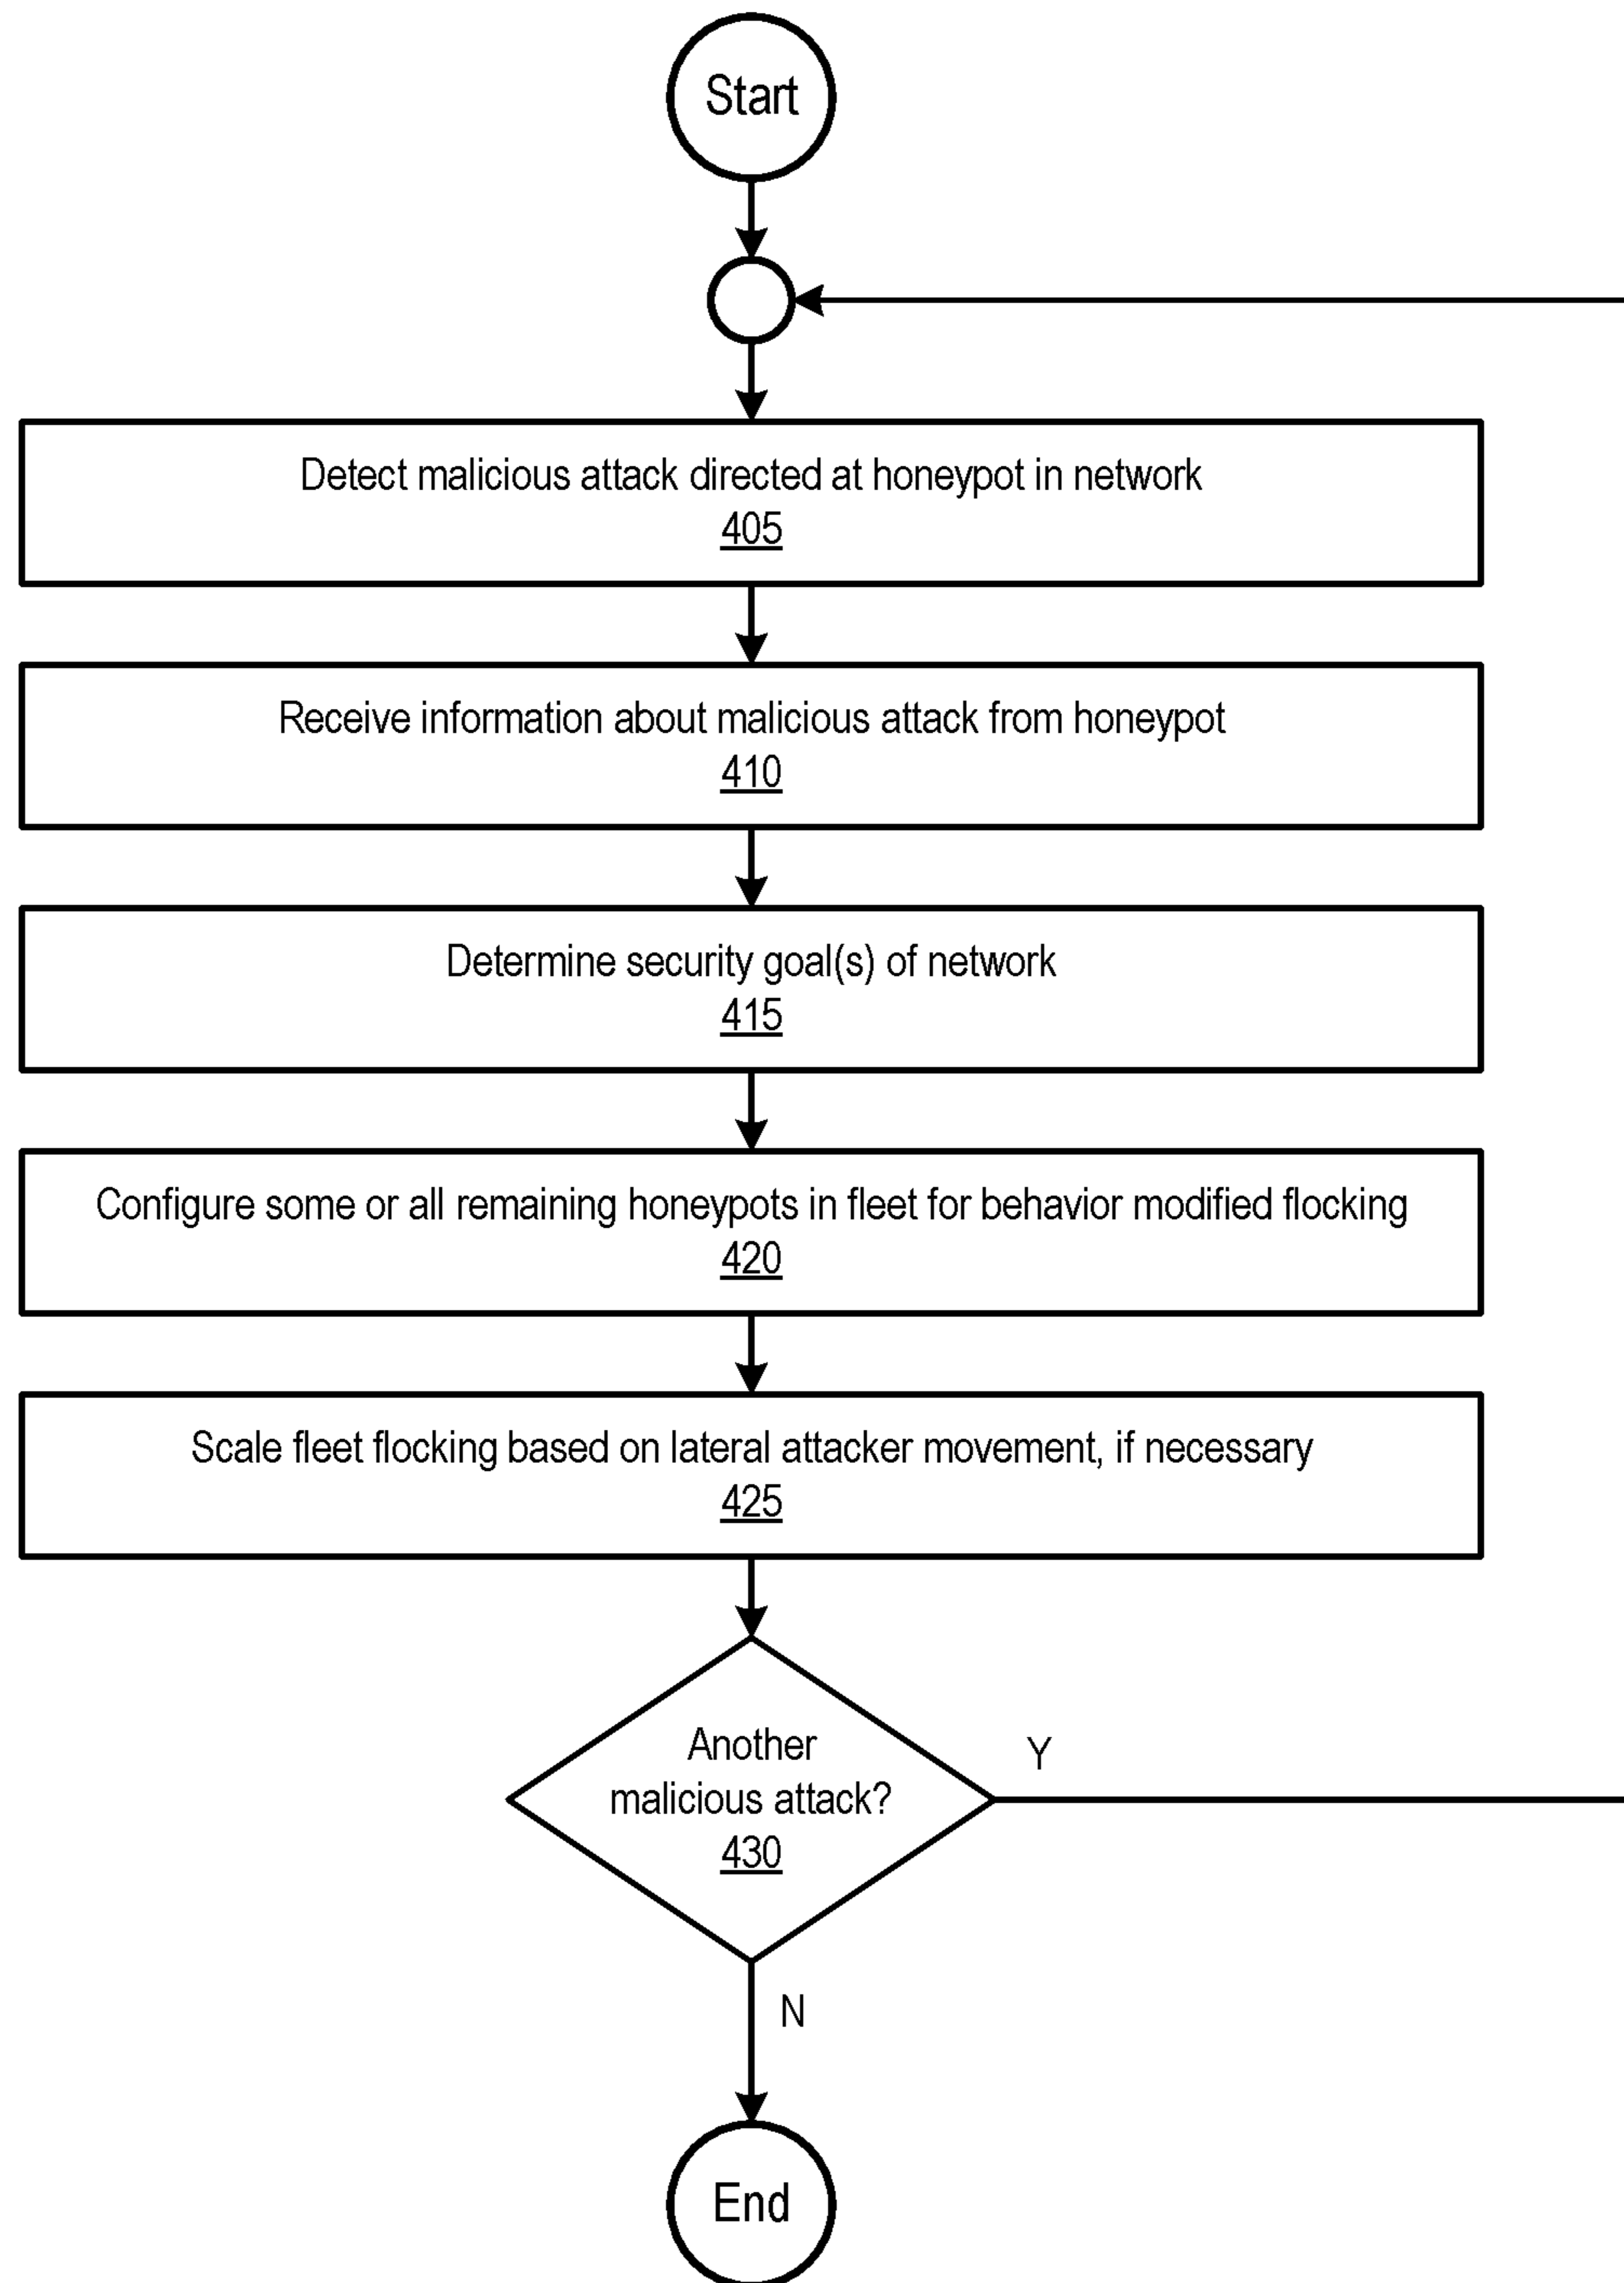 Start
Detect malicious attack directed at honeypot in network
405
Receive information about malicious attack from honeypot
410
Determine security goal(s) of network
415
Configure some or all remaining honeypots in fleet for behavior modified flocking
420
Scale fleet flocking based on lateral attacker movement, if necessary
425
Another
malicious attack?
430
Y
N
End